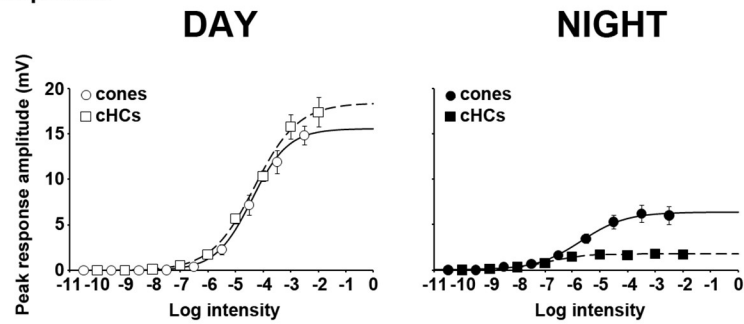 DAY
NIGHT
Peak response amplitude (mV)
20
15
10
5
0
cones
cHCs
-11 -10 -9 -8 -7 -6 -5 -4 -3 -2 -1 0
Log intensity
cones
cHCs
-11 -10 -9 -8 -7 -6 -5 -4 -3 -2 -1 0
Log intensity